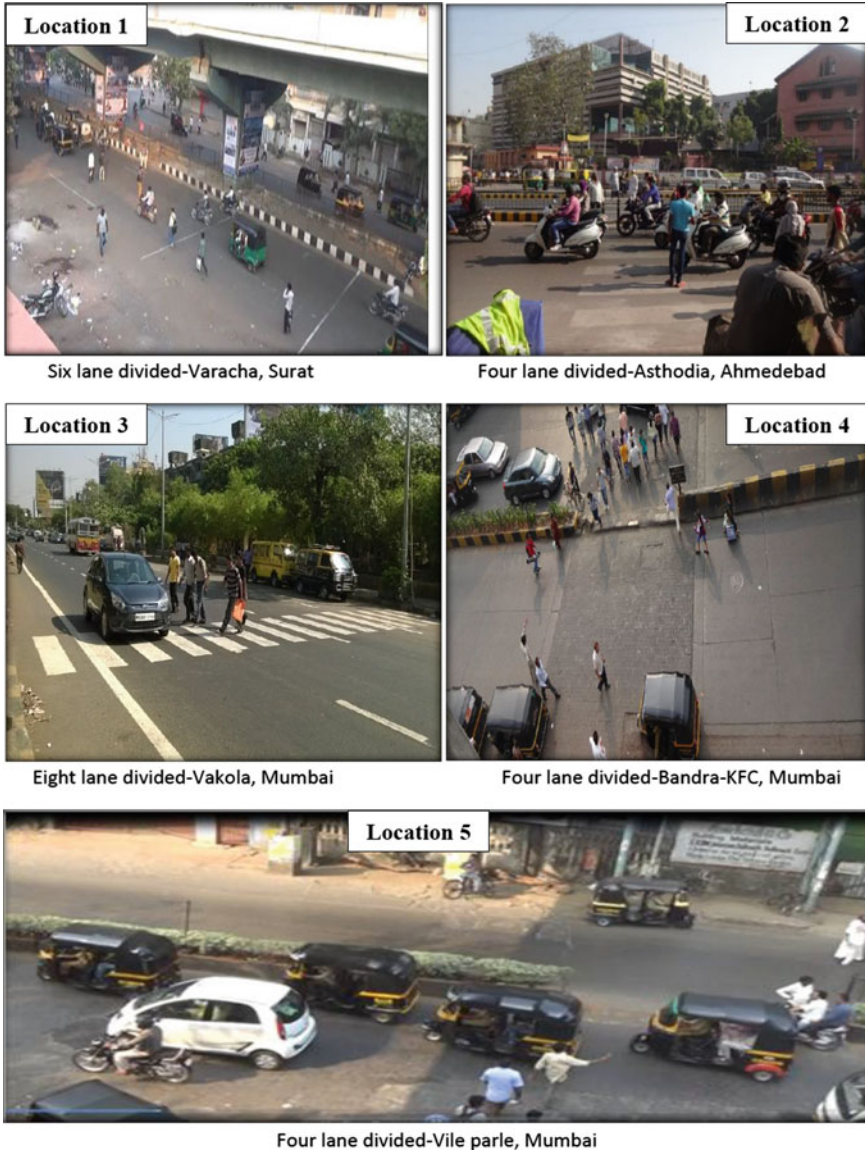 Location 1
Location 2
Six lane divided-Varacha, Surat
Four lane divided-Asthodia, Ahmedebad
Location 3
Location 4
Eight lane divided-Vakola, Mumbai
Four lane divided-Bandra-KFC, Mumbai
Location 5
Four lane divided-Vile parle, Mumbai